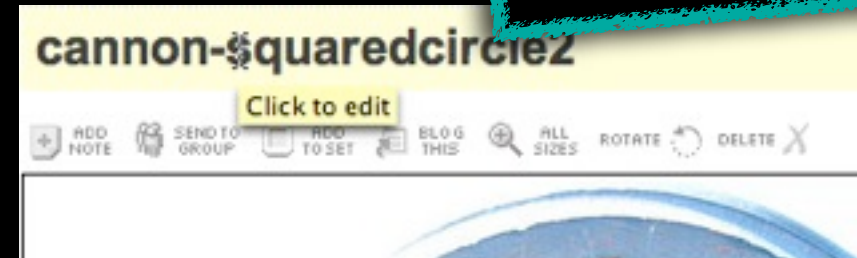 cannon-squaredcircle2
Click to edit
ADD NOTE SEND TO GROUP ADD TO SET BLOG THIS ALL SIZES ROTATE DELETE